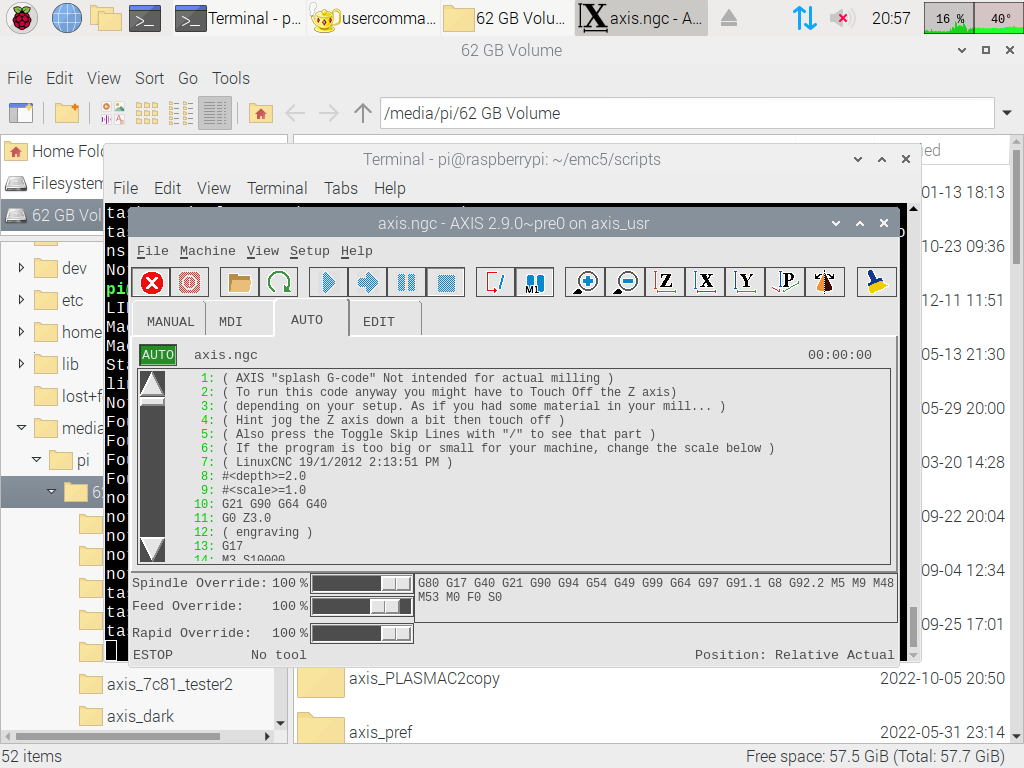 Terminal - p...
usercomma...
62 GB Volu...
axis.ngc - A...
20:57
16 %
40°
62 GB Volume
File Edit View Sort Go Tools
/media/pi/62 GB Volume
Home Fol
Filesystem
62 GB Vol
dev
etc
home
lib
lost+f
media
pi
62
axis_7c81_tester2
axis_dark
52 items
Terminal - pi@raspberrypi: ~/emc5/scripts
File Edit View Terminal Tabs Help
axis.ngc - AXIS 2.9.0~pre0 on axis_usr
File Machine View Setup Help
M1
Z
X
Y
P
MANUAL MDI AUTO EDIT
AUTO axis.ngc 00:00:00
1: ( AXIS "splash G-code" Not intended for actual milling )
2: ( To run this code anyway you might have to Touch Off the Z axis)
3: ( depending on your setup. As if you had some material in your mill... )
4: ( Hint jog the Z axis down a bit then touch off )
5: ( Also press the Toggle Skip Lines with "/" to see that part )
6: ( If the program is too big or small for your machine, change the scale below )
7: ( LinuxCNC 19/1/2012 2:13:51 PM )
8: #<depth>=2.0
9: #<scale>=1.0
10: G21 G90 G64 G40
11: G0 Z3.0
12: ( engraving )
13: G17
14: M3 S10000
Spindle Override: 100 %
Feed Override: 100 %
Rapid Override: 100 %
G80 G17 G40 G21 G90 G94 G54 G49 G99 G64 G97 G91.1 G8 G92.2 M5 M9 M48
M53 M0 F0 S0
ESTOP No tool Position: Relative Actual
01-13 18:13
10-23 09:36
12-11 11:51
05-13 21:30
05-29 20:00
03-20 14:28
09-22 20:04
09-04 12:34
09-25 17:01
axis_PLASMAC2copy 2022-10-05 20:50
axis_pref 2022-05-31 23:14
Free space: 57.5 GiB (Total: 57.7 GiB)